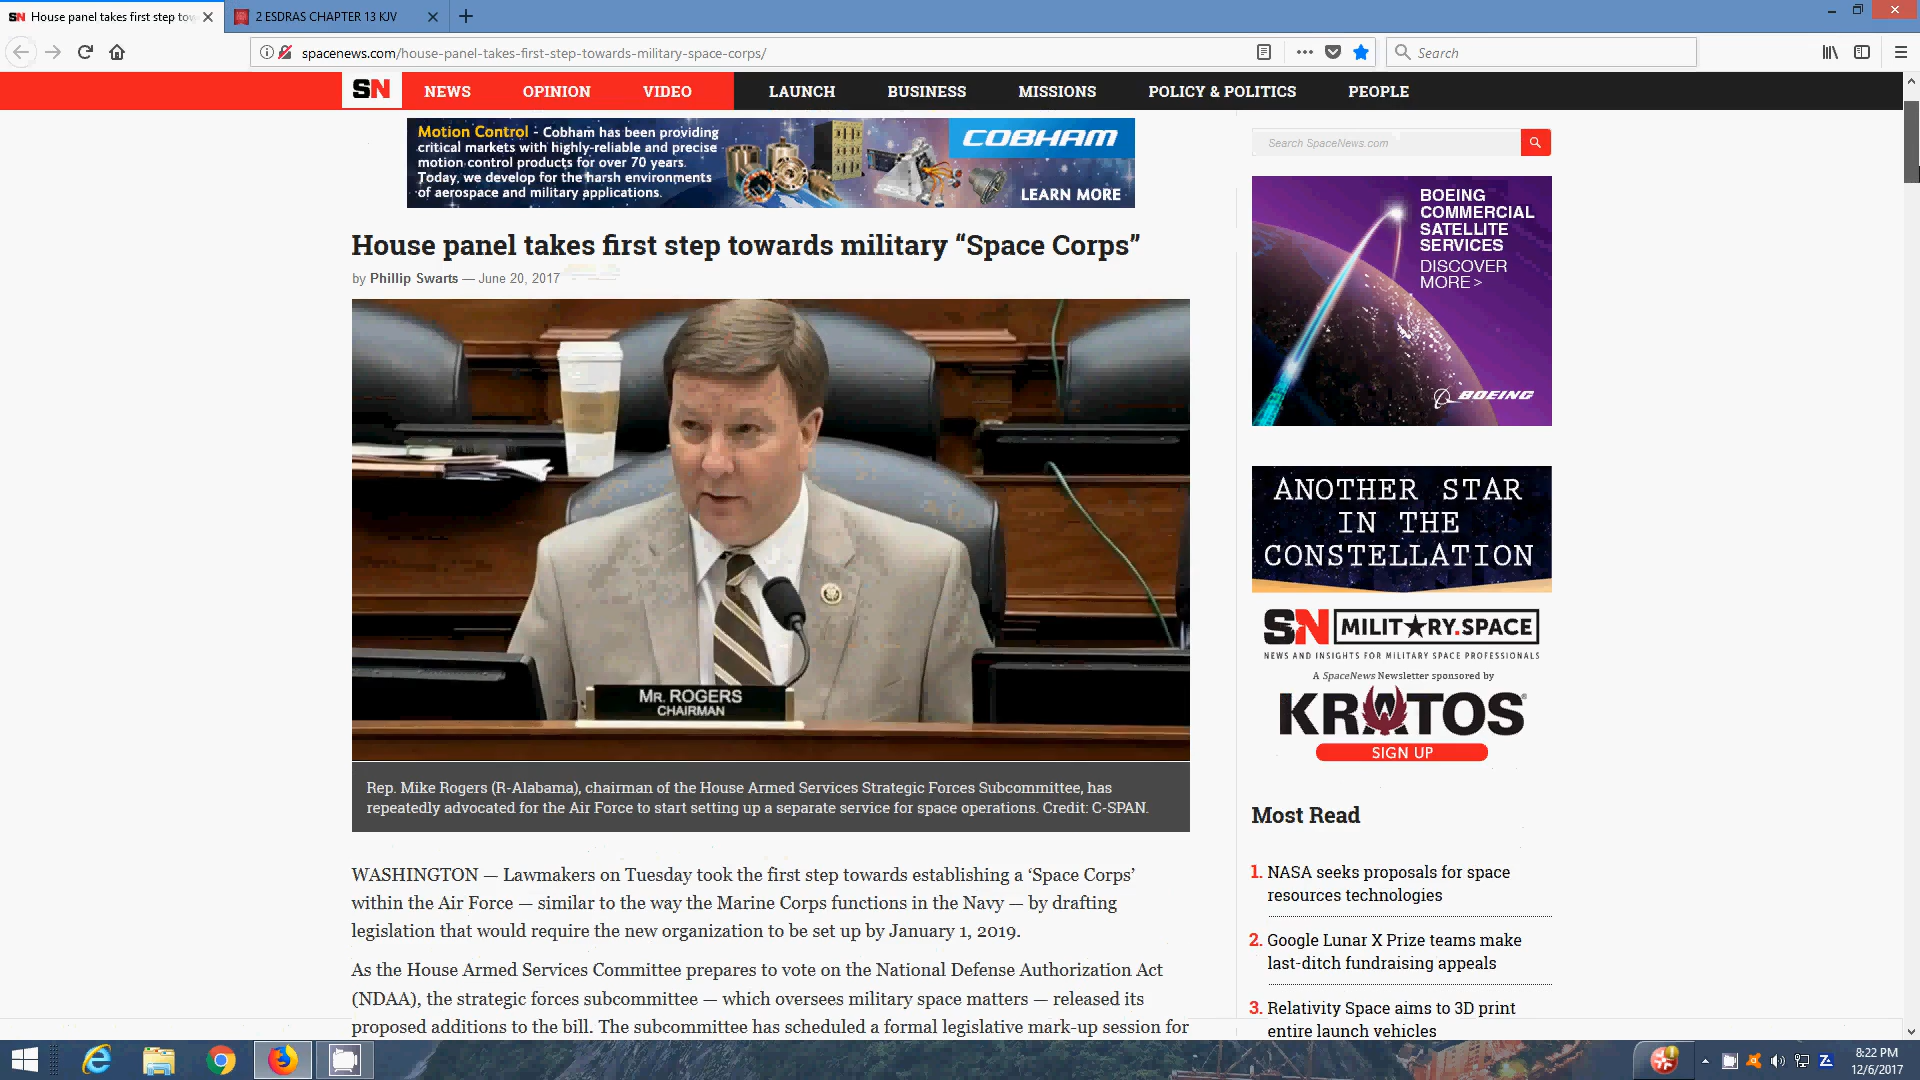 SN House panel takes first step tow
2 ESDRAS CHAPTER 13 KJV
spacenews.com/house-panel-takes-first-step-towards-military-space-corps/
Search
SN
NEWS
OPINION
VIDEO
LAUNCH
BUSINESS
MISSIONS
POLICY & POLITICS
PEOPLE
Motion Control - Cobham has been providing
critical markets with highly-reliable and precise
motion control products for over 70 years.
Today, we develop for the harsh environments
of aerospace and military applications.
COBHAM
LEARN MORE
House panel takes first step towards military “Space Corps”
by Phillip Swarts — June 20, 2017
MR. ROGERS
CHAIRMAN
Rep. Mike Rogers (R-Alabama), chairman of the House Armed Services Strategic Forces Subcommittee, has
repeatedly advocated for the Air Force to start setting up a separate service for space operations. Credit: C-SPAN.
WASHINGTON — Lawmakers on Tuesday took the first step towards establishing a ‘Space Corps’
within the Air Force — similar to the way the Marine Corps functions in the Navy — by drafting
legislation that would require the new organization to be set up by January 1, 2019.
As the House Armed Services Committee prepares to vote on the National Defense Authorization Act
(NDAA), the strategic forces subcommittee — which oversees military space matters — released its
proposed additions to the bill. The subcommittee has scheduled a formal legislative mark-up session for
Search SpaceNews.com
BOEING
COMMERCIAL
SATELLITE
SERVICES
DISCOVER
MORE >
BOEING
ANOTHER STAR
IN THE
CONSTELLATION
SN MILIT★RY.SPACE
NEWS AND INSIGHTS FOR MILITARY SPACE PROFESSIONALS
A SpaceNews Newsletter sponsored by
KRATOS
SIGN UP
Most Read
1. NASA seeks proposals for space
resources technologies
2. Google Lunar X Prize teams make
last-ditch fundraising appeals
3. Relativity Space aims to 3D print
entire launch vehicles
8:22 PM
12/6/2017